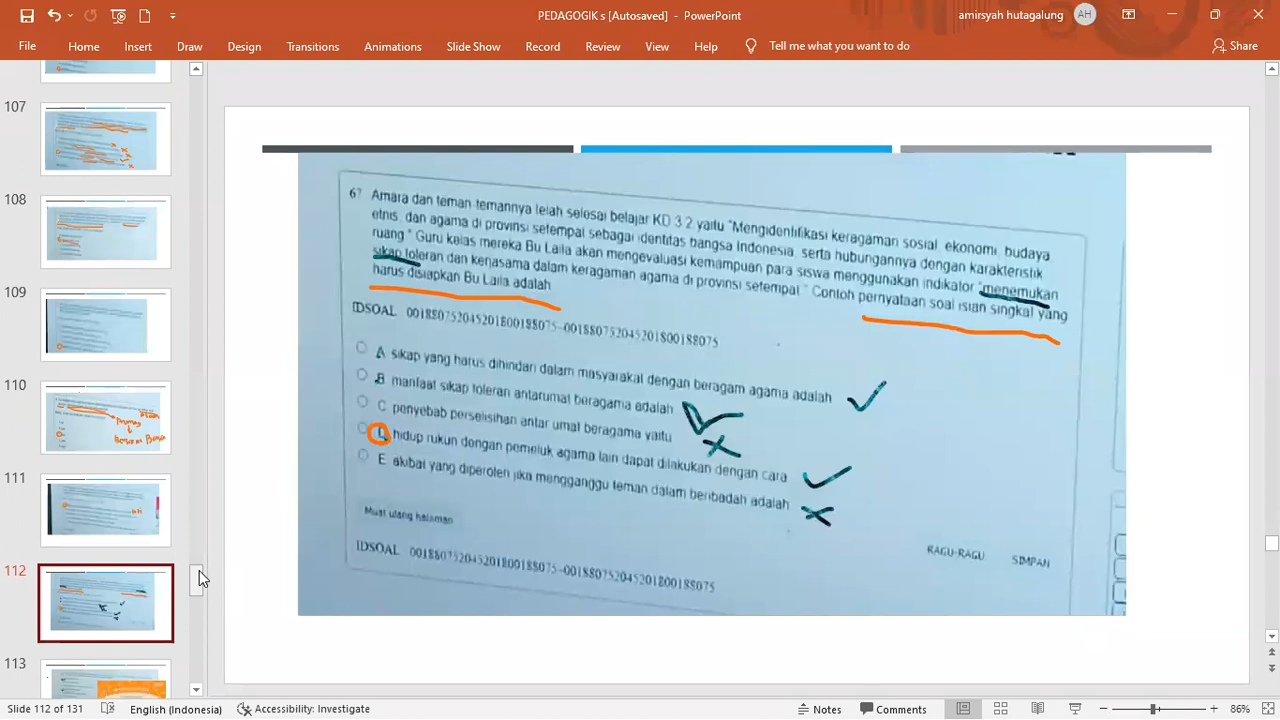 PEDAGOGIK s [Autosaved] - PowerPoint
amirsyah hutagalung
AH
File Home Insert Draw Design Transitions Animations Slide Show Record Review View Help Tell me what you want to do Share
107
108
109
110
111
112
113
67 Amara dan teman temannya lelah selosai belajar KD 3 2 yaitu "Mengidentifikasi keragaman sosial ekonomi, budaya
etnis, dan agama di provinsi setempat sebagai identitas bangsa Indonesia, serta hubungannya dengan karakteristik
ruang " Guru kelas mereka Bu Laila akan mengevaluasi kemampuan para siswa menggunakan indikator "menemukan
sikap toleran dan kerjasama dalam keragaman agama di provinsi setempat " Contoh pernyataan soal isian singkat yang
harus disiapkan Bu Laila adalah
IDSOAL 00188075204520180018807 5--001880752045201800188075
A sikap yang harus dihindari dalam masyarakat dengan beragam agama adalah
B manfaat sikap toleran antarumat beragama adalah
C penyebab perselisihan antar umat beragama yaitu
hidup rukun dengan pemeluk agama lain dapat dilakukan dengan cara
E akibat yang diperoleh jika mengganggu teman dalam beribadah adalah
Muat ulang halaman
RAGU-RAGU SIMPAN
IDSOAL 001880752045201800188075--001880752045201800188075
Slide 112 of 131 English (Indonesia) Accessibility: Investigate Notes Comments 86%